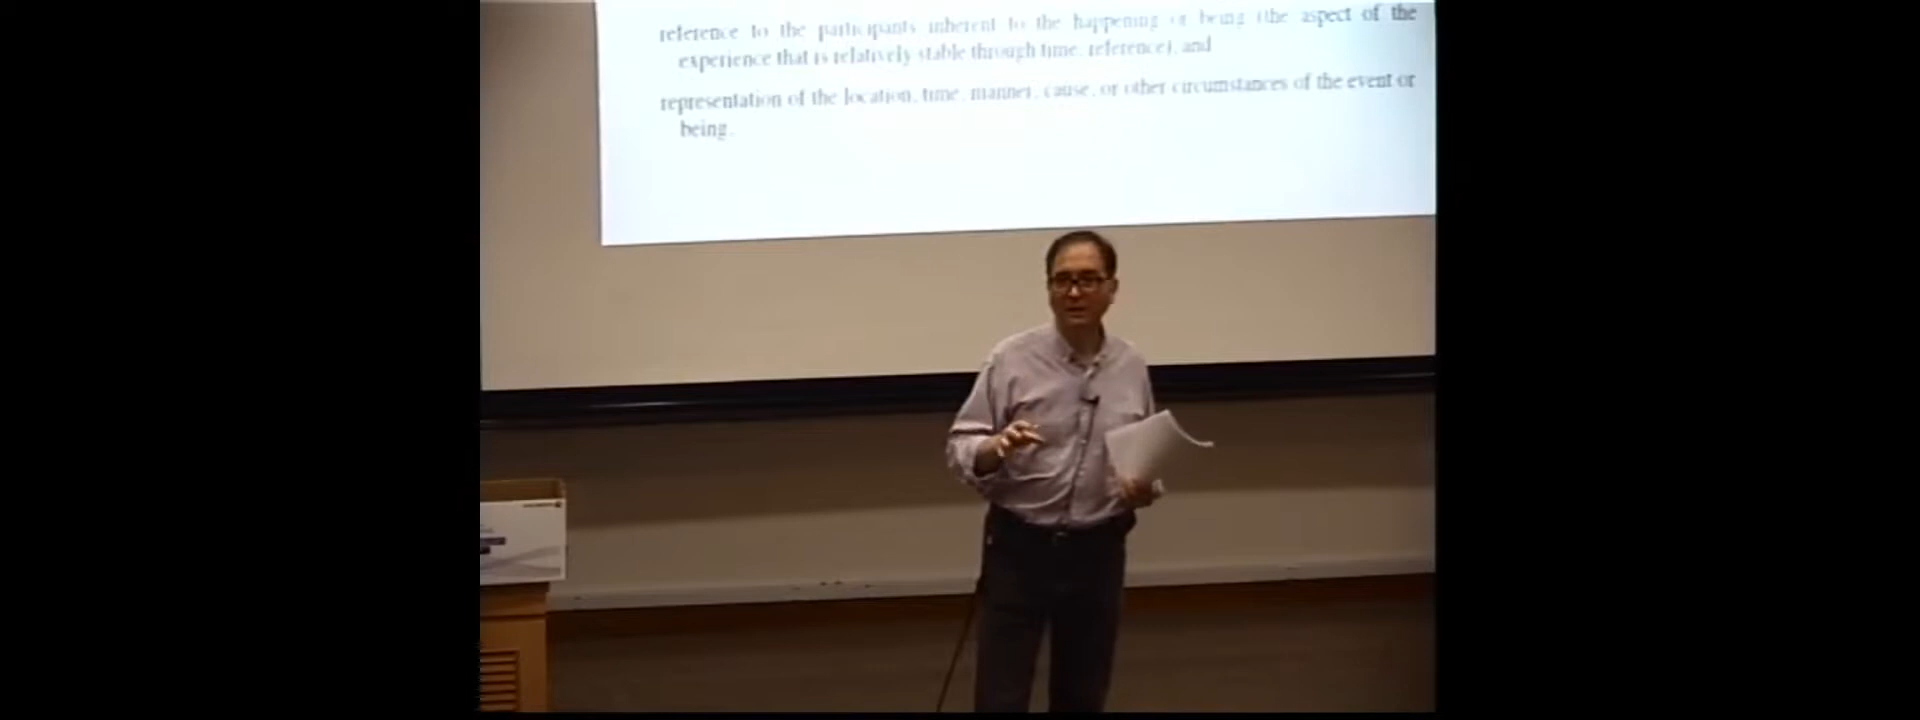 reference to the participants inherent to the happening or being (the aspect of the
experience that is relatively stable through time, reference), and
representation of the location, time, manner, cause, or other circumstances of the event or
being.